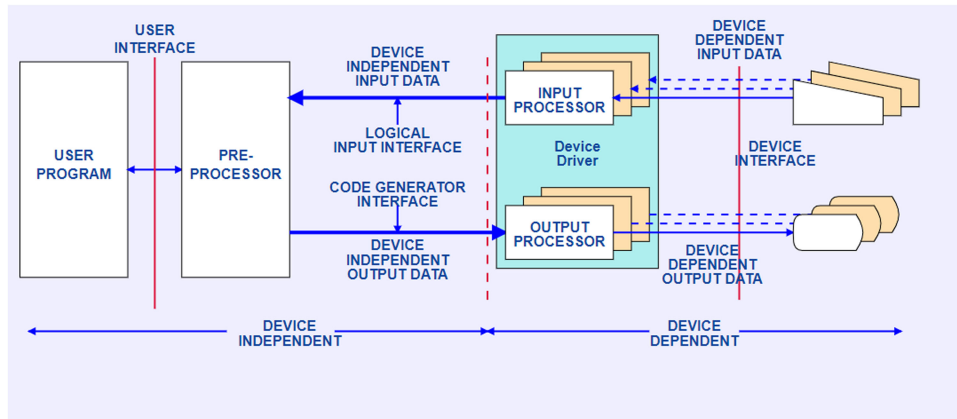 USER
INTERFACE
DEVICE
INDEPENDENT
INPUT DATA
DEVICE
DEPENDENT
INPUT DATA
USER
PROGRAM
PRE-
PROCESSOR
LOGICAL
INPUT INTERFACE
INPUT
PROCESSOR
Device
Driver
DEVICE
INTERFACE
CODE GENERATOR
INTERFACE
DEVICE
INDEPENDENT
OUTPUT DATA
OUTPUT
PROCESSOR
DEVICE
DEPENDENT
OUTPUT DATA
DEVICE
INDEPENDENT
DEVICE
DEPENDENT